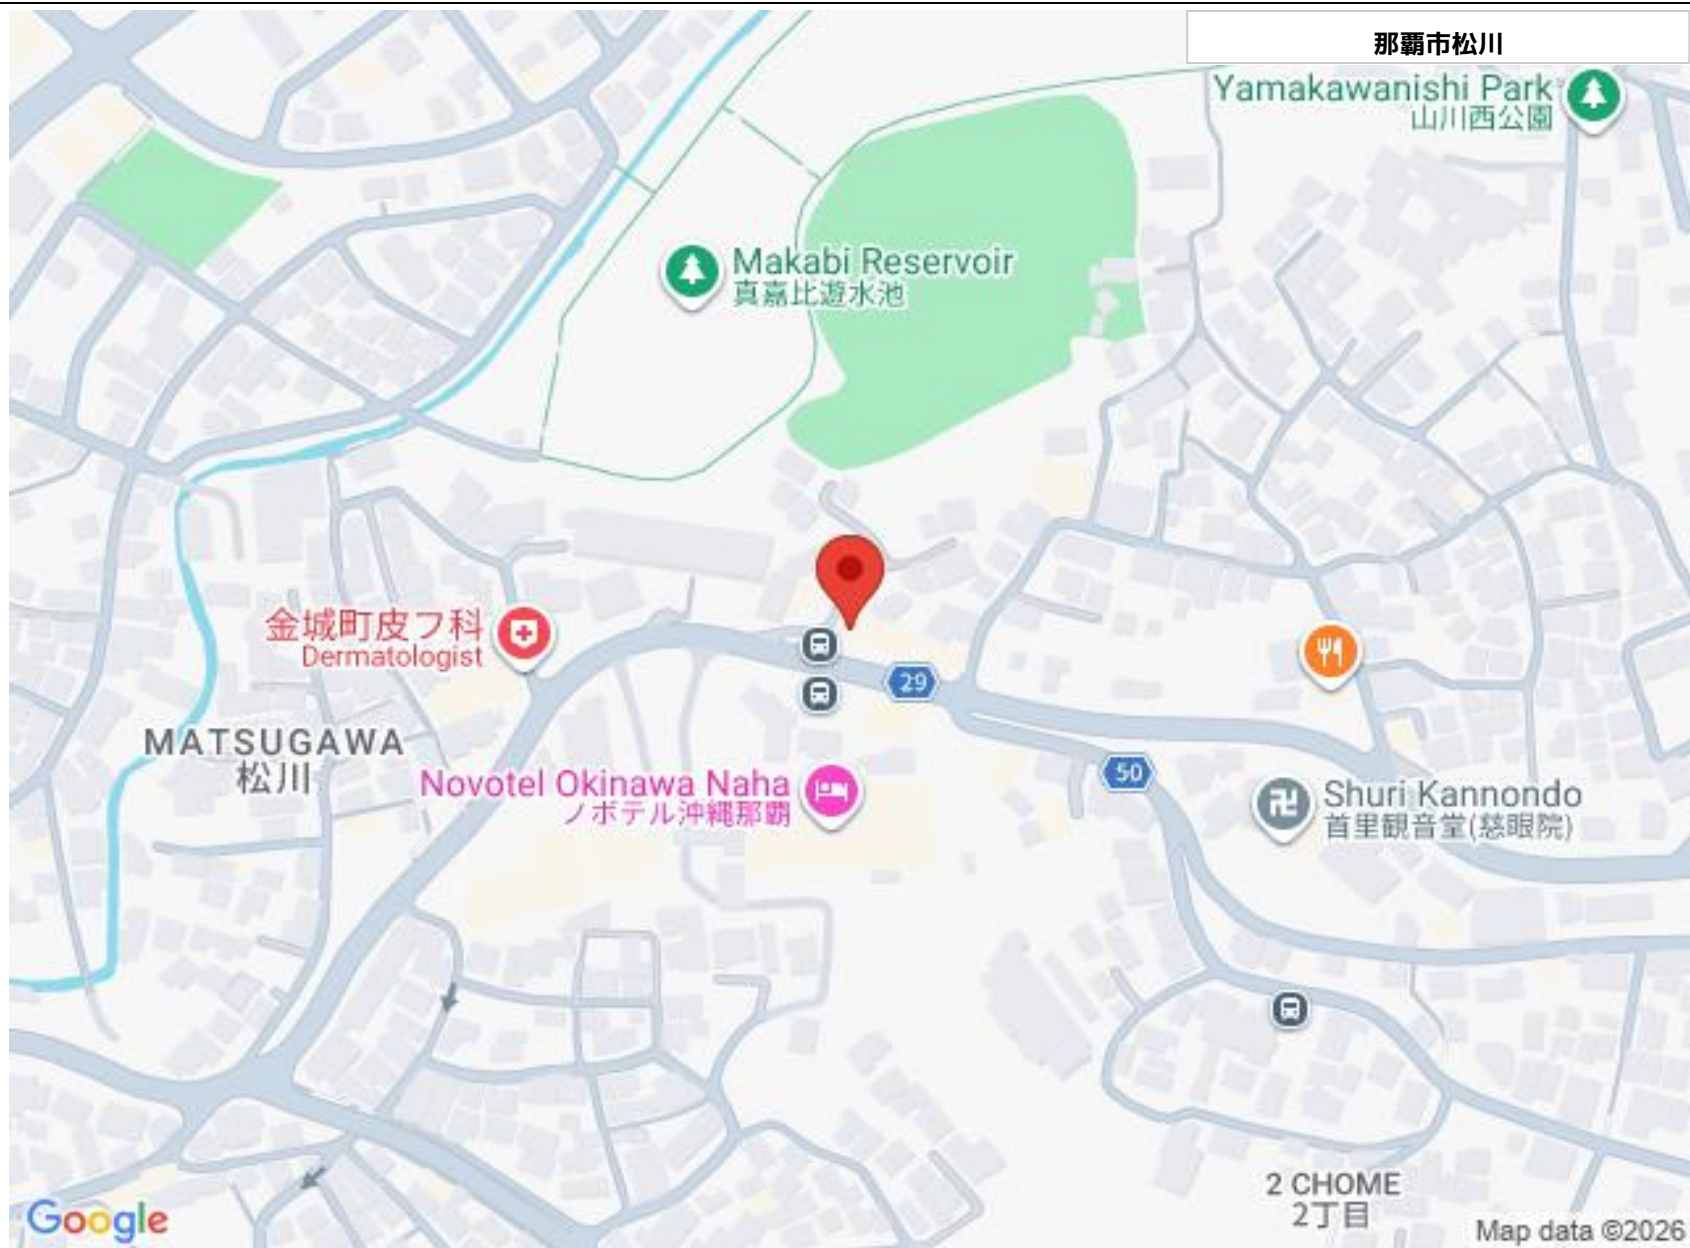 那覇市松川
Yamakawanishi Park
山川西公園
Makabi Reservoir
真嘉比遊水池
金城町皮フ科
Dermatologist
29
MATSUGAWA
松川
50
Novotel Okinawa Naha
ノボテル沖縄那覇
Shuri Kannondo
首里観音堂(慈眼院)
2 CHOME
2丁目
Google
Map data ©2026